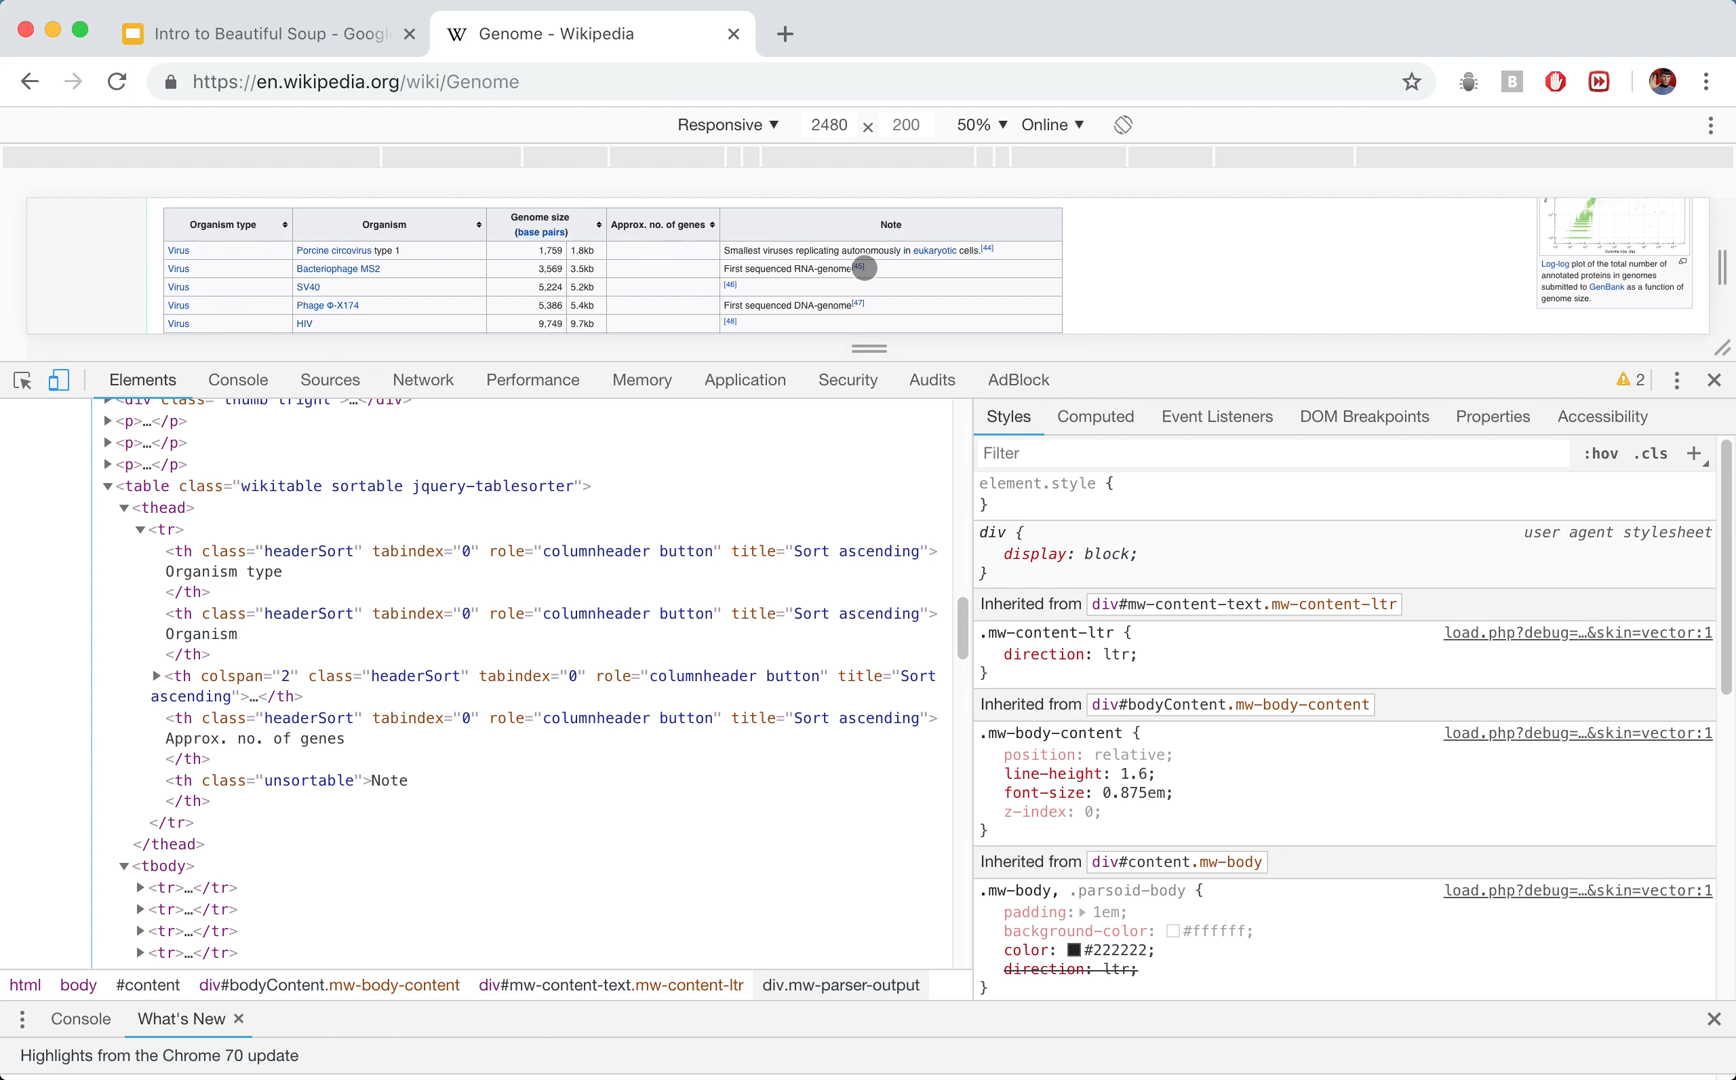 Intro to Beautiful Soup - Googl
Genome - Wikipedia
https://en.wikipedia.org/wiki/Genome
B
Responsive ▼ 2480 × 200 50% ▼ Online ▼
Organism type Organism Genome size (base pairs) Approx. no. of genes Note
Virus Porcine circovirus type 1 1,759 1.8kb Smallest viruses replicating autonomously in eukaryotic cells.[44]
Virus Bacteriophage MS2 3,569 3.5kb First sequenced RNA-genome[45]
Virus SV40 5,224 5.2kb [46]
Virus Phage Φ-X174 5,386 5.4kb First sequenced DNA-genome[47]
Virus HIV 9,749 9.7kb [48]
Log-log plot of the total number of
annotated proteins in genomes
submitted to GenBank as a function of
genome size.
Elements Console Sources Network Performance Memory Application Security Audits AdBlock 2
<div class="thumb tright">…</div>
<p>…</p>
<p>…</p>
<p>…</p>
<table class="wikitable sortable jquery-tablesorter">
<thead>
<tr>
<th class="headerSort" tabindex="0" role="columnheader button" title="Sort ascending">
Organism type
</th>
<th class="headerSort" tabindex="0" role="columnheader button" title="Sort ascending">
Organism
</th>
<th colspan="2" class="headerSort" tabindex="0" role="columnheader button" title="Sort
ascending">…</th>
<th class="headerSort" tabindex="0" role="columnheader button" title="Sort ascending">
Approx. no. of genes
</th>
<th class="unsortable">Note
</th>
</tr>
</thead>
<tbody>
<tr>…</tr>
<tr>…</tr>
<tr>…</tr>
<tr>…</tr>
html body #content div#bodyContent.mw-body-content div#mw-content-text.mw-content-ltr div.mw-parser-output
Styles Computed Event Listeners DOM Breakpoints Properties Accessibility
Filter :hov .cls +
element.style {
}
div { user agent stylesheet
display: block;
}
Inherited from div#mw-content-text.mw-content-ltr
.mw-content-ltr { load.php?debug=…&skin=vector:1
direction: ltr;
}
Inherited from div#bodyContent.mw-body-content
.mw-body-content { load.php?debug=…&skin=vector:1
position: relative;
line-height: 1.6;
font-size: 0.875em;
z-index: 0;
}
Inherited from div#content.mw-body
.mw-body, .parsoid-body { load.php?debug=…&skin=vector:1
padding: 1em;
background-color: #ffffff;
color: #222222;
direction: ltr;
}
Console What's New ×
Highlights from the Chrome 70 update